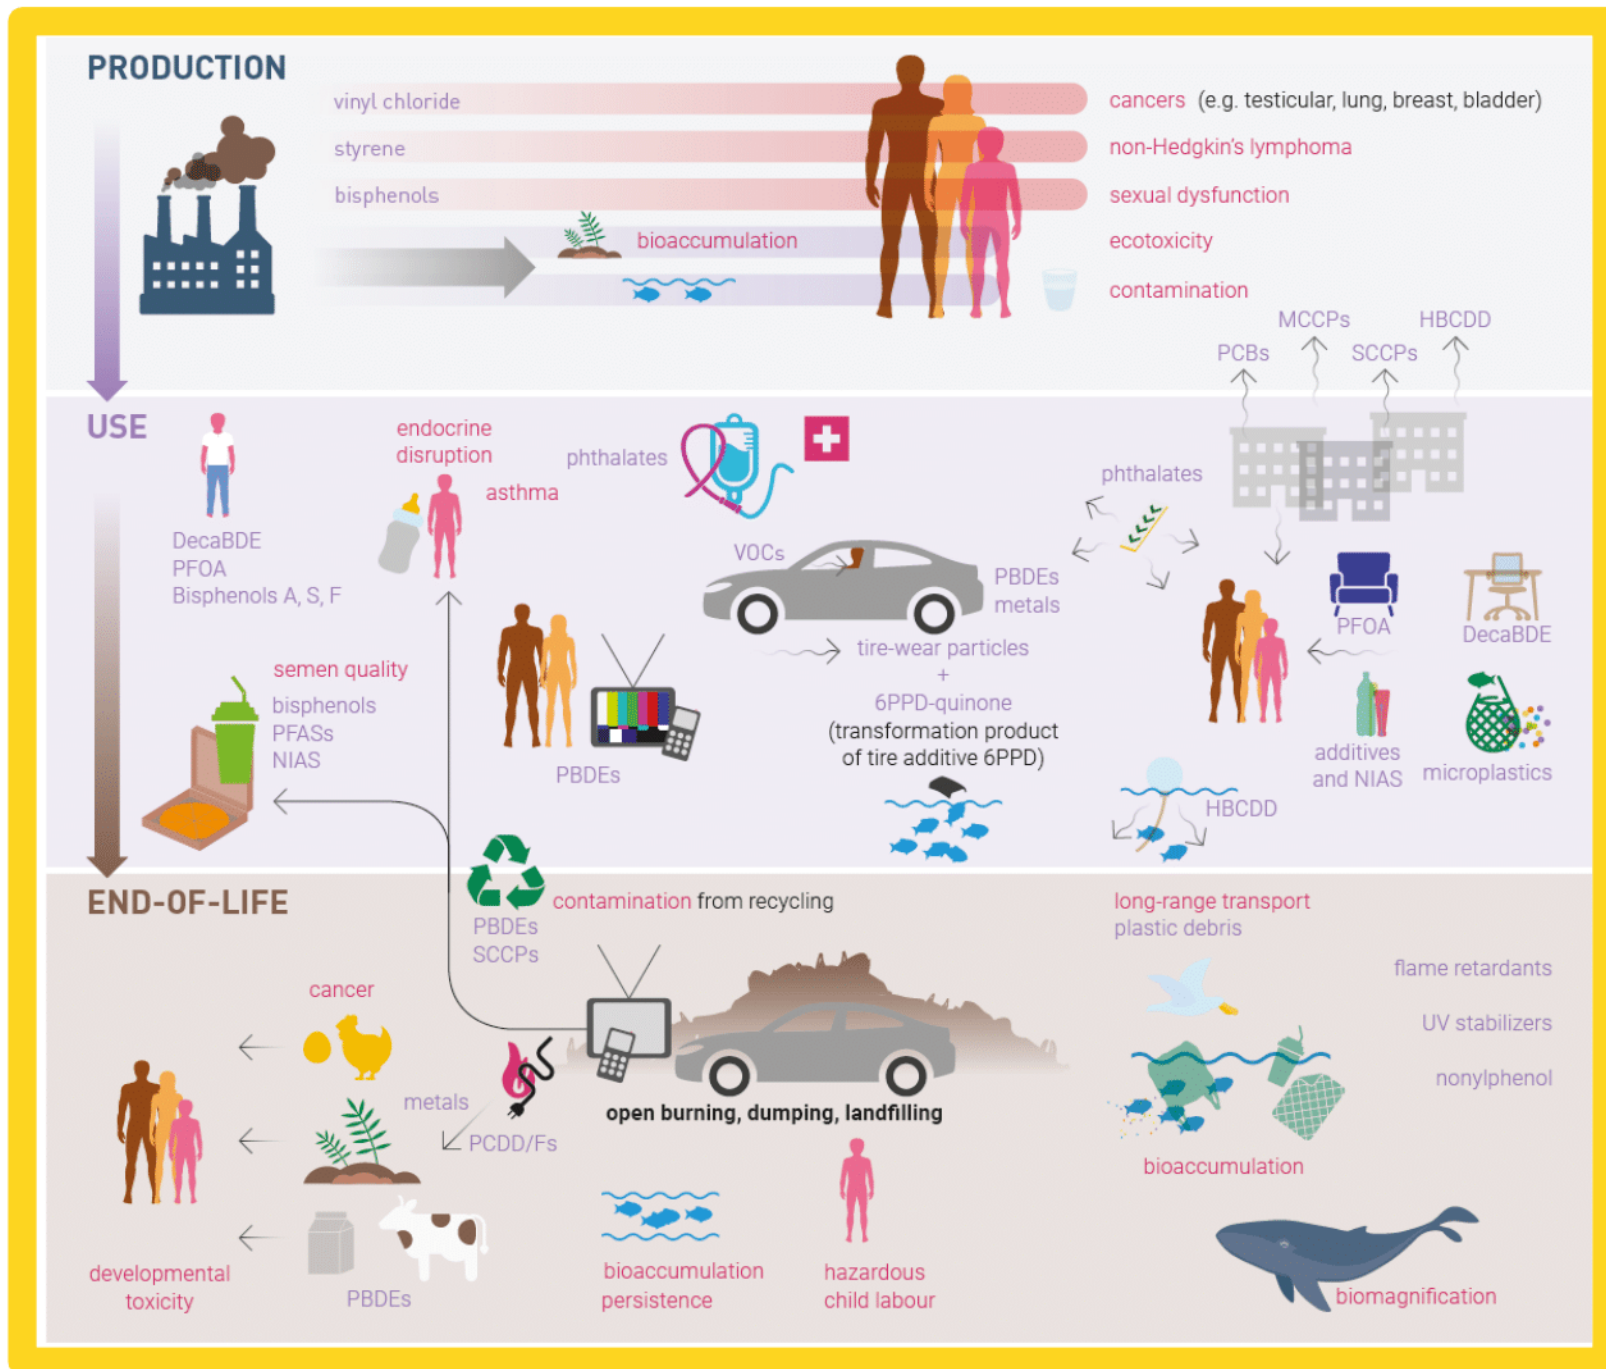 PRODUCTION
vinyl chloride
cancers (e.g. testicular, lung, breast, bladder)
styrene
non-Hedgkin's lymphoma
bisphenols
sexual dysfunction
bioaccumulation
ecotoxicity
contamination
MCCPs
HBCDD
PCBs
SCCPs
USE
endocrine
disruption
asthma
phthalates
phthalates
DecaBDE
PFOA
Bisphenols A, S, F
VOCs
PBDEs
metals
PFOA
DecaBDE
semen quality
bisphenols
PFASs
NIAS
tire-wear particles
+
6PPD-quinone
(transformation product
of tire additive 6PPD)
PBDEs
additives
and NIAS
microplastics
HBCDD
END-OF-LIFE
contamination from recycling
PBDEs
SCCPs
long-range transport
plastic debris
flame retardants
UV stabilizers
nonylphenol
cancer
metals
PCDD/Fs
open burning, dumping, landfilling
bioaccumulation
developmental
toxicity
PBDEs
bioaccumulation
persistence
hazardous
child labour
biomagnification